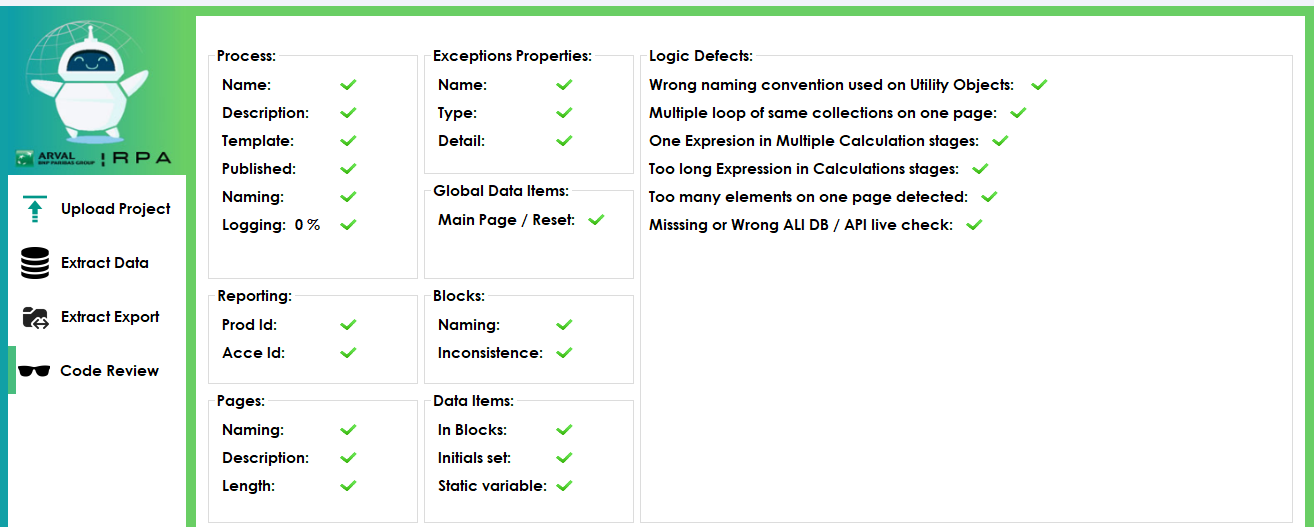 ARVAL
BNP PARIBAS GROUP
RPA
Upload Project
Extract Data
Extract Export
Code Review
Process:
Name:
Description:
Template:
Published:
Naming:
Logging: 0 %
Exceptions Properties:
Name:
Type:
Detail:
Global Data Items:
Main Page / Reset:
Logic Defects:
Wrong naming convention used on Utility Objects:
Multiple loop of same collections on one page:
One Expresion in Multiple Calculation stages:
Too long Expression in Calculations stages:
Too many elements on one page detected:
Misssing or Wrong ALI DB / API live check:
Reporting:
Prod Id:
Acce Id:
Blocks:
Naming:
Inconsistence:
Pages:
Naming:
Description:
Length:
Data Items:
In Blocks:
Initials set:
Static variable: